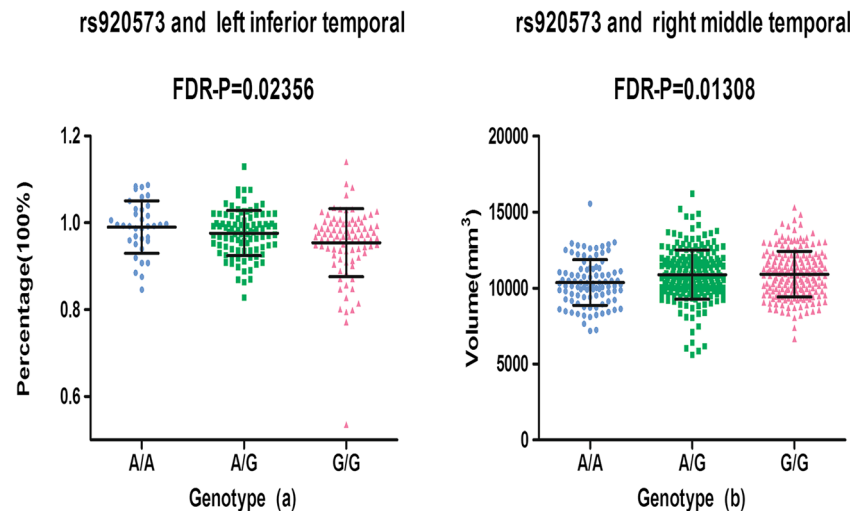 rs920573 and left inferior temporal
FDR-P=0.02356
Percentage(100%)
1.2
1.0
0.8
0.6
A/A A/G G/G
Genotype (a)
rs920573 and right middle temporal
FDR-P=0.01308
Volume(mm³)
20000
15000
10000
5000
0
A/A A/G G/G
Genotype (b)